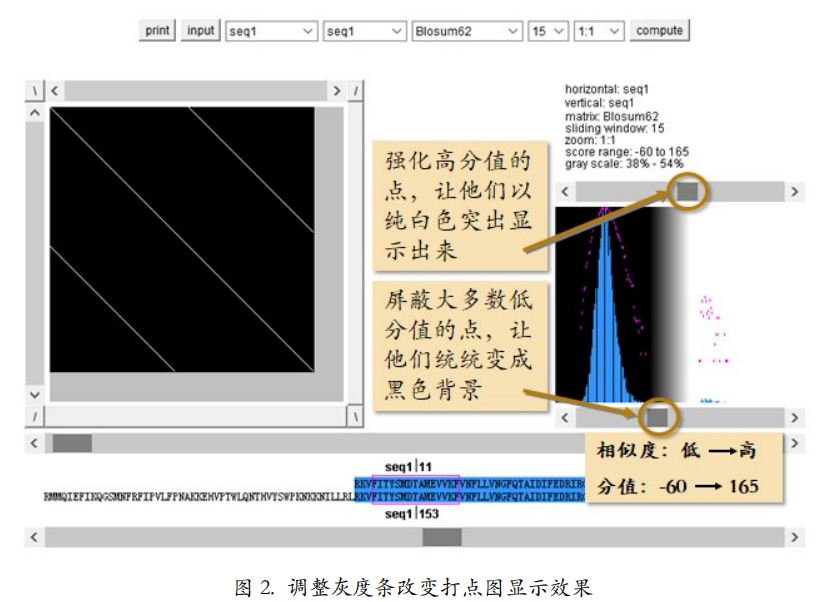 print input seq1 seq1 Blosum62 15 1:1 compute
horizontal: seq1
vertical: seq1
matrix: Blosum62
sliding window: 15
zoom: 1:1
score range: -60 to 165
gray scale: 38% - 54%
强化高分值的
点，让他们以
纯白色突出显
示出来
屏蔽大多数低
分值的点，让
他们统统变成
黑色背景
相似度：低 → 高
分值：-60 → 165
seq1|11
RKVFITYSMDTAMEVVKFVNFLLVNGFQTAIDIFEDRIRG
RMMQIEFIKQGSMNFRFIPVLFPNAKKEHVPTWLQNTHVYSWPKNKKNILLRLRKVFITYSMDTAMEVVKFVNFLLVNGFQTAIDIFEDRIRG
seq1|153
图 2. 调整灰度条改变打点图显示效果